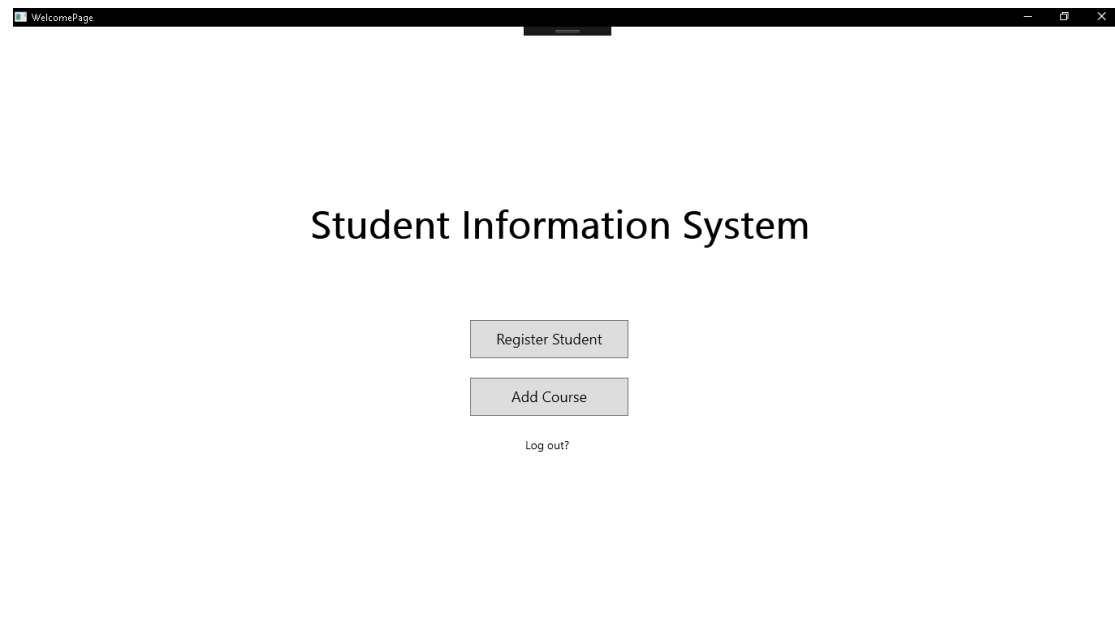 WelcomePage
Student Information System
Register Student
Add Course
Log out?